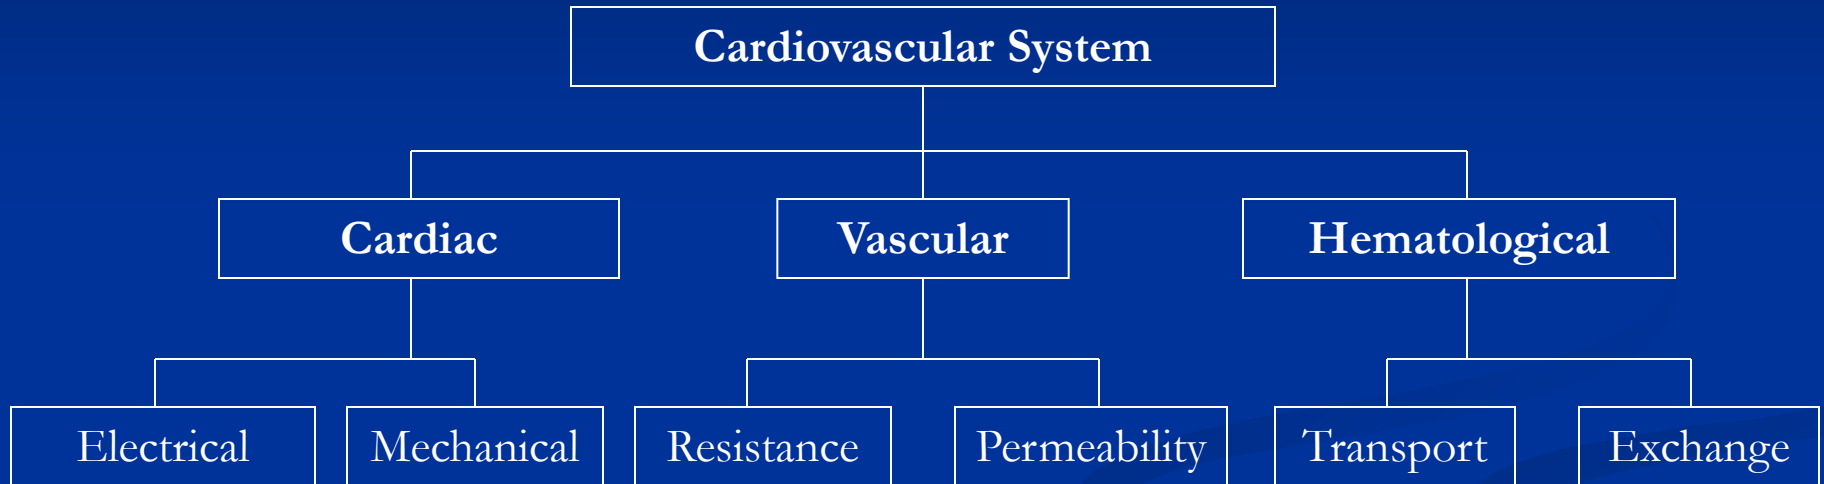 Cardiovascular System
Cardiac
Vascular
Hematological
Electrical
Mechanical
Resistance
Permeability
Transport
Exchange